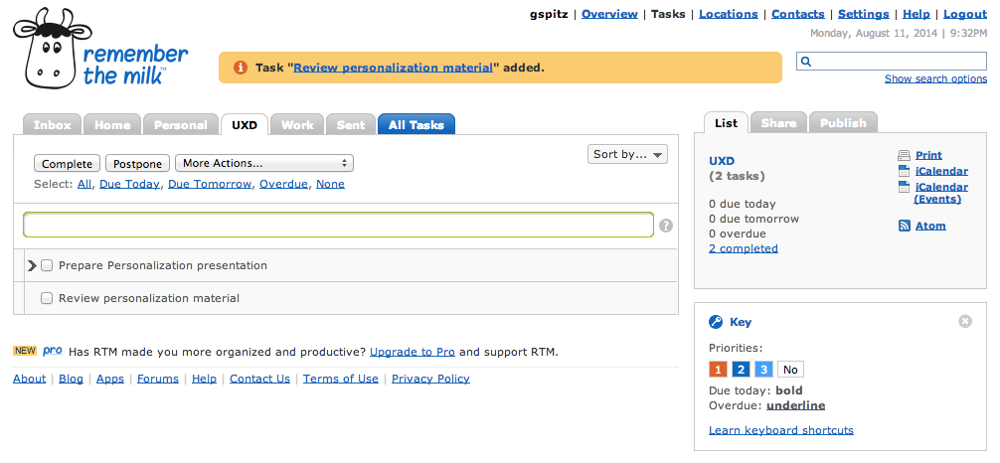 gspitz | Overview | Tasks | Locations | Contacts | Settings | Help | Logout
Monday, August 11, 2014 | 9:32PM
remember
the milk™
i Task "Review personalization material" added.
Show search options
Inbox Home Personal UXD Work Sent All Tasks
List Share Publish
Complete Postpone More Actions... Sort by...
Select: All, Due Today, Due Tomorrow, Overdue, None
?
Prepare Personalization presentation
Review personalization material
UXD
(2 tasks)
0 due today
0 due tomorrow
0 overdue
2 completed
Print
iCalendar
iCalendar
(Events)
Atom
Key
Priorities:
1 2 3 No
Due today: bold
Overdue: underline
Learn keyboard shortcuts
NEW pro Has RTM made you more organized and productive? Upgrade to Pro and support RTM.
About | Blog | Apps | Forums | Help | Contact Us | Terms of Use | Privacy Policy